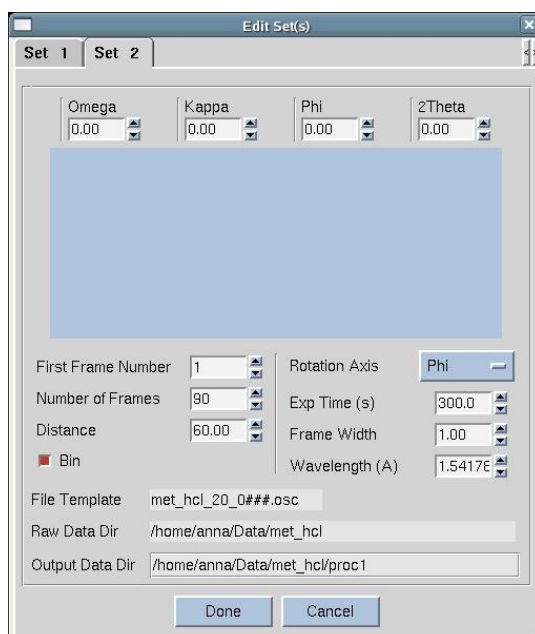 Edit Set(s)
Set 1 Set 2
Omega Kappa Phi 2Theta
0.00 0.00 0.00 0.00
First Frame Number 1 Rotation Axis Phi
Number of Frames 90 Exp Time (s) 300.0
Distance 60.00 Frame Width 1.00
Bin Wavelength (A) 1.54178
File Template met_hcl_20_0###.osc
Raw Data Dir /home/anna/Data/met_hcl
Output Data Dir /home/anna/Data/met_hcl/proc1
Done Cancel